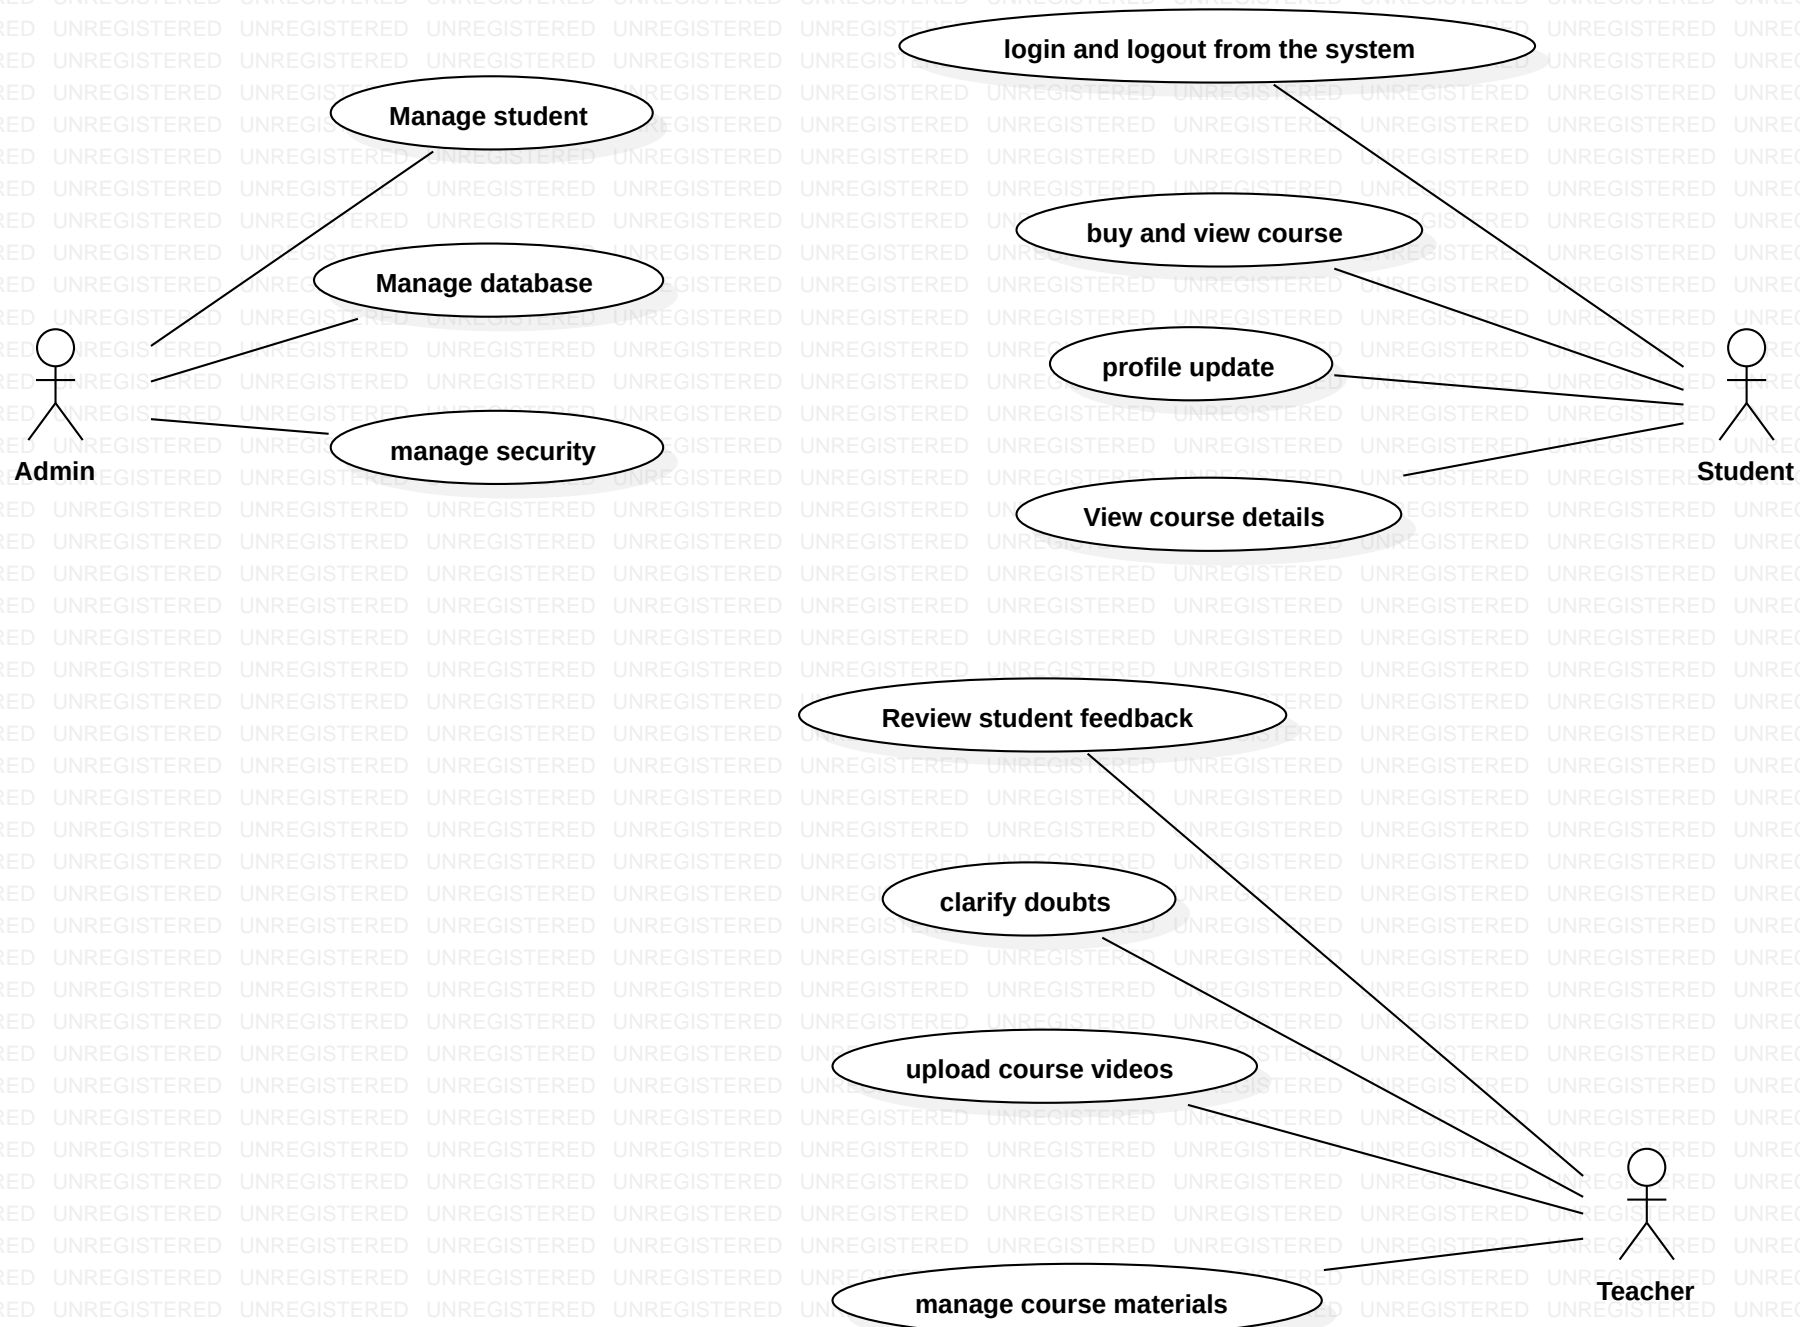 login and logout from the system
Manage student
buy and view course
Manage database
profile update
manage security
Admin
Student
View course details
Review student feedback
clarify doubts
upload course videos
Teacher
manage course materials
UNREGISTERED